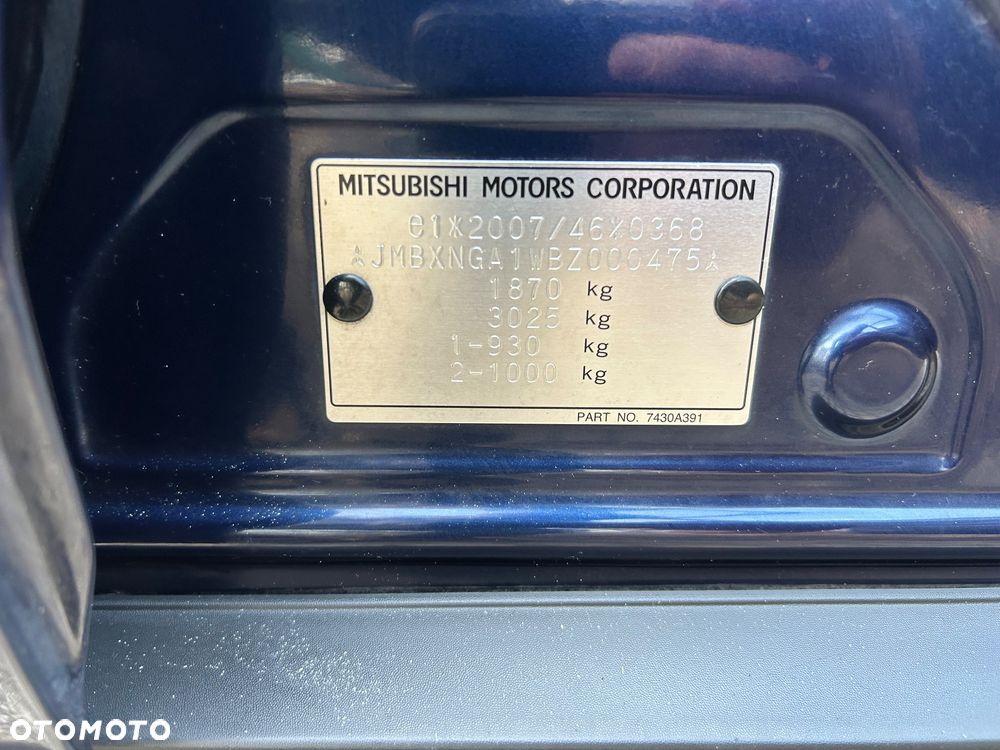 MITSUBISHI MOTORS CORPORATION
e1*2007/46*0368
JMBXNGA1WBZ000475
1870 kg
3025 kg
1-930 kg
2-1000 kg
PART NO. 7430A391
OTOMOTO